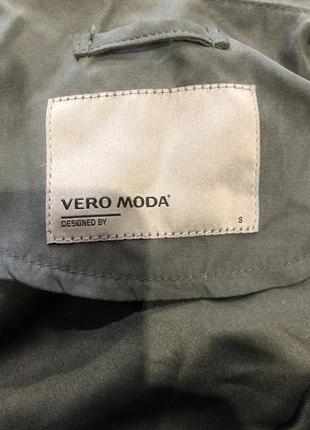 VERO MODA®
DESIGNED BY
S